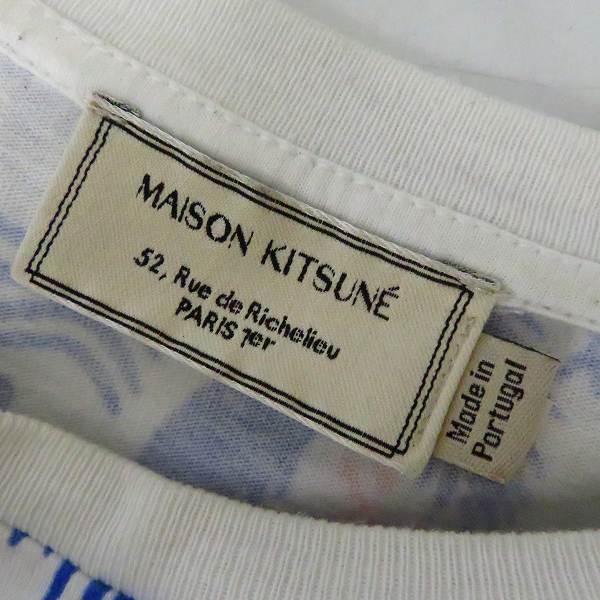 MAISON KITSUNÉ
52, Rue de Richelieu
PARIS 1er
Made in
Portugal